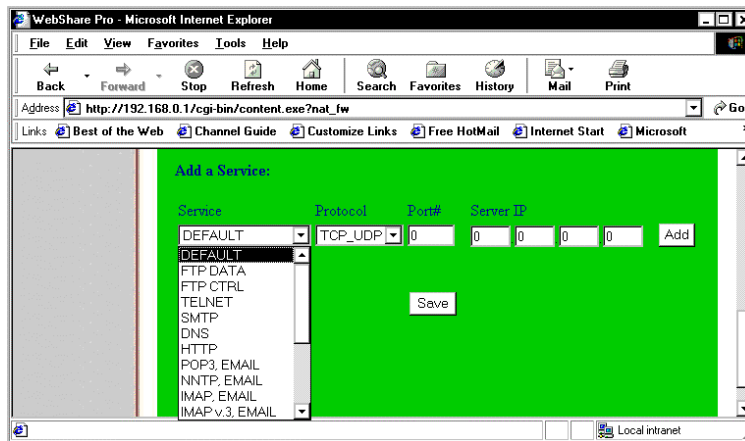 WebShare Pro - Microsoft Internet Explorer
File Edit View Favorites Tools Help
Back Forward Stop Refresh Home Search Favorites History Mail Print
Address http://192.168.0.1/cgi-bin/content.exe?nat_fw Go
Links Best of the Web Channel Guide Customize Links Free HotMail Internet Start Microsoft
Add a Service:
Service Protocol Port# Server IP
DEFAULT TCP_UDP 0 0 . 0 . 0 . 0 Add
DEFAULT
FTP DATA
FTP CTRL
TELNET
SMTP
DNS
HTTP
POP3, EMAIL
NNTP, EMAIL
IMAP, EMAIL
IMAP v.3, EMAIL
Save
Local intranet